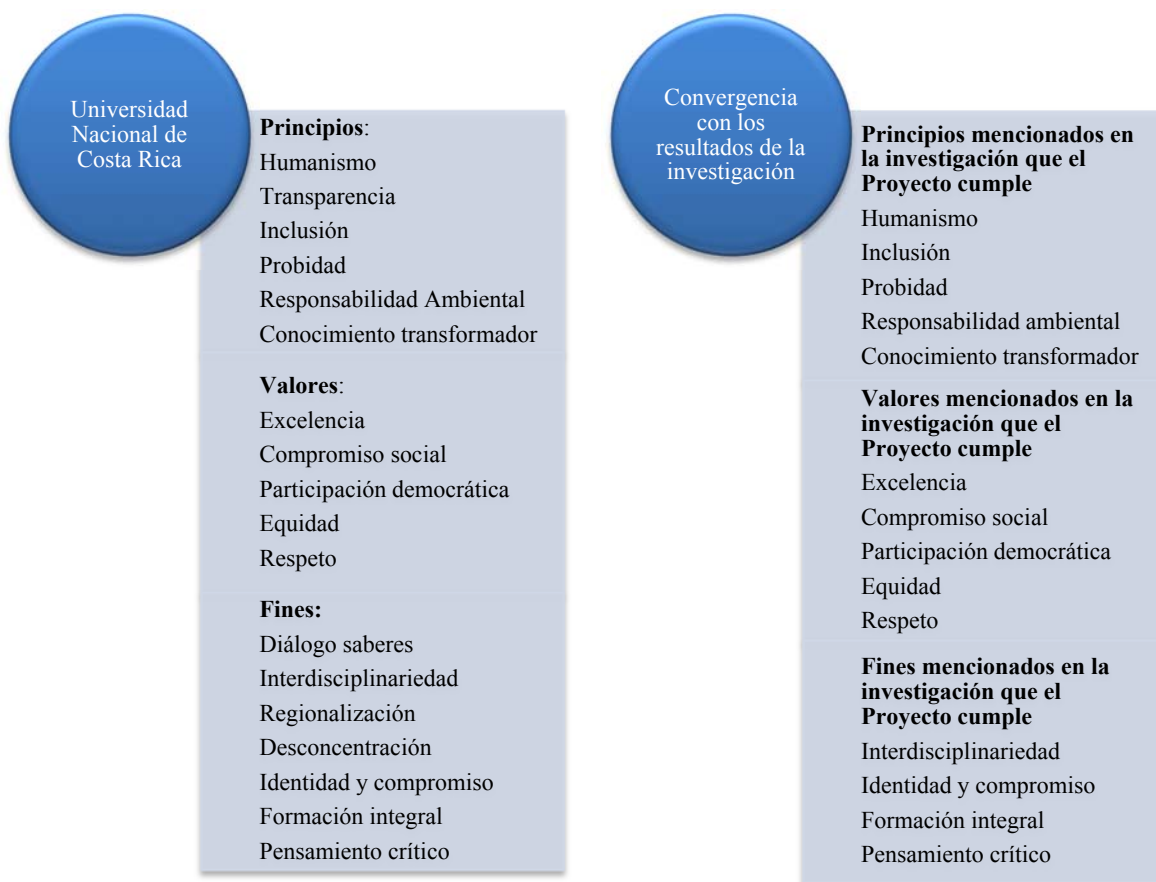 Universidad
Nacional de
Costa Rica
Principios:
Humanismo
Transparencia
Inclusión
Probidad
Responsabilidad Ambiental
Conocimiento transformador
Valores:
Excelencia
Compromiso social
Participación democrática
Equidad
Respeto
Fines:
Diálogo saberes
Interdisciplinariedad
Regionalización
Desconcentración
Identidad y compromiso
Formación integral
Pensamiento crítico
Convergencia
con los
resultados de la
investigación
Principios mencionados en
la investigación que el
Proyecto cumple
Humanismo
Inclusión
Probidad
Responsabilidad ambiental
Conocimiento transformador
Valores mencionados en la
investigación que el
Proyecto cumple
Excelencia
Compromiso social
Participación democrática
Equidad
Respeto
Fines mencionados en la
investigación que el
Proyecto cumple
Interdisciplinariedad
Identidad y compromiso
Formación integral
Pensamiento crítico